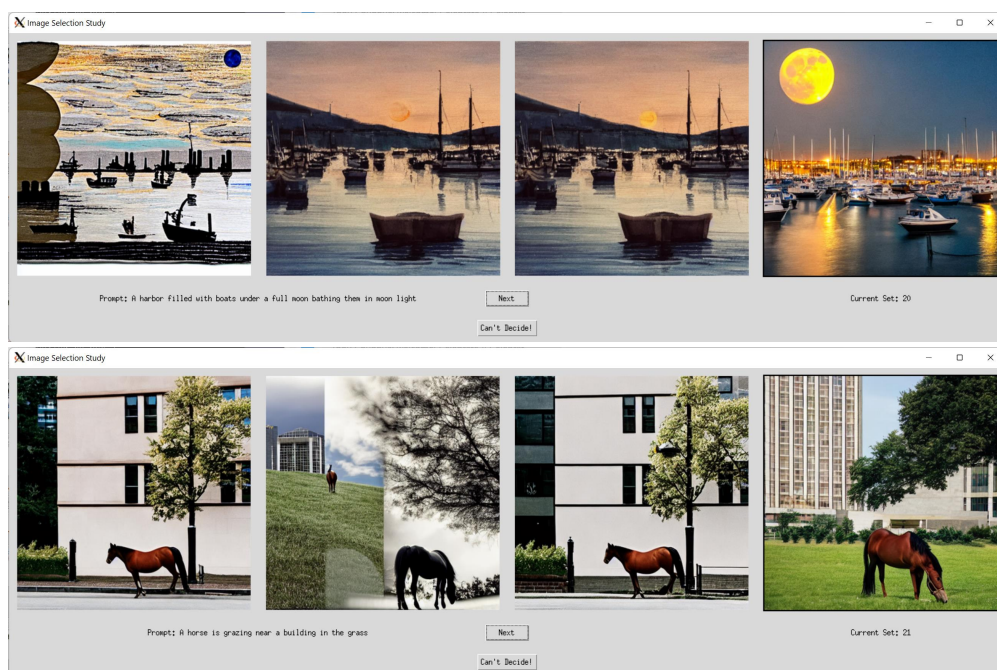 Image Selection Study
Prompt: A harbor filled with boats under a full moon bathing them in moon light
Next
Current Set: 20
Can't Decide!
Image Selection Study
Prompt: A horse is grazing near a building in the grass
Next
Current Set: 21
Can't Decide!